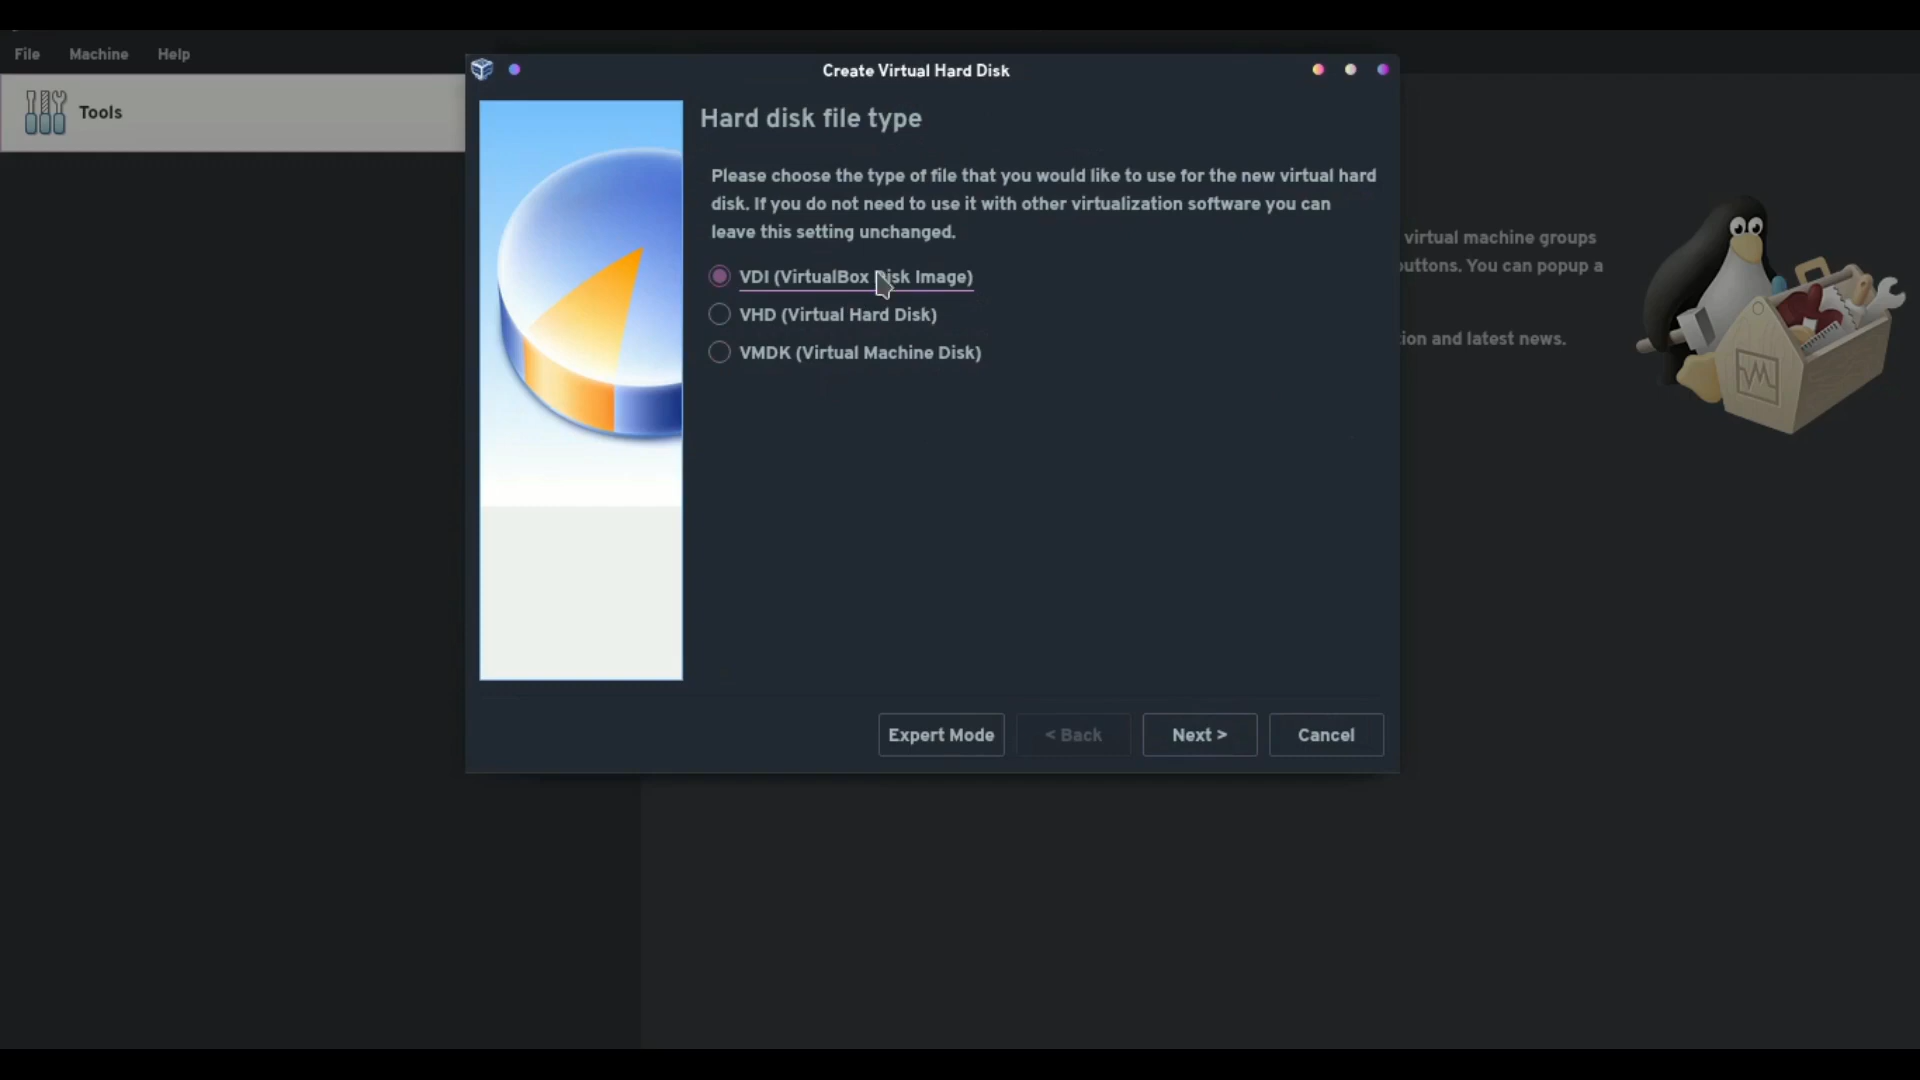 File Machine Help
Create Virtual Hard Disk
Tools
Hard disk file type
Please choose the type of file that you would like to use for the new virtual hard
disk. If you do not need to use it with other virtualization software you can
leave this setting unchanged.
VDI (VirtualBox Disk Image)
VHD (Virtual Hard Disk)
VMDK (Virtual Machine Disk)
virtual machine groups
buttons. You can popup a
tion and latest news.
Expert Mode < Back Next > Cancel